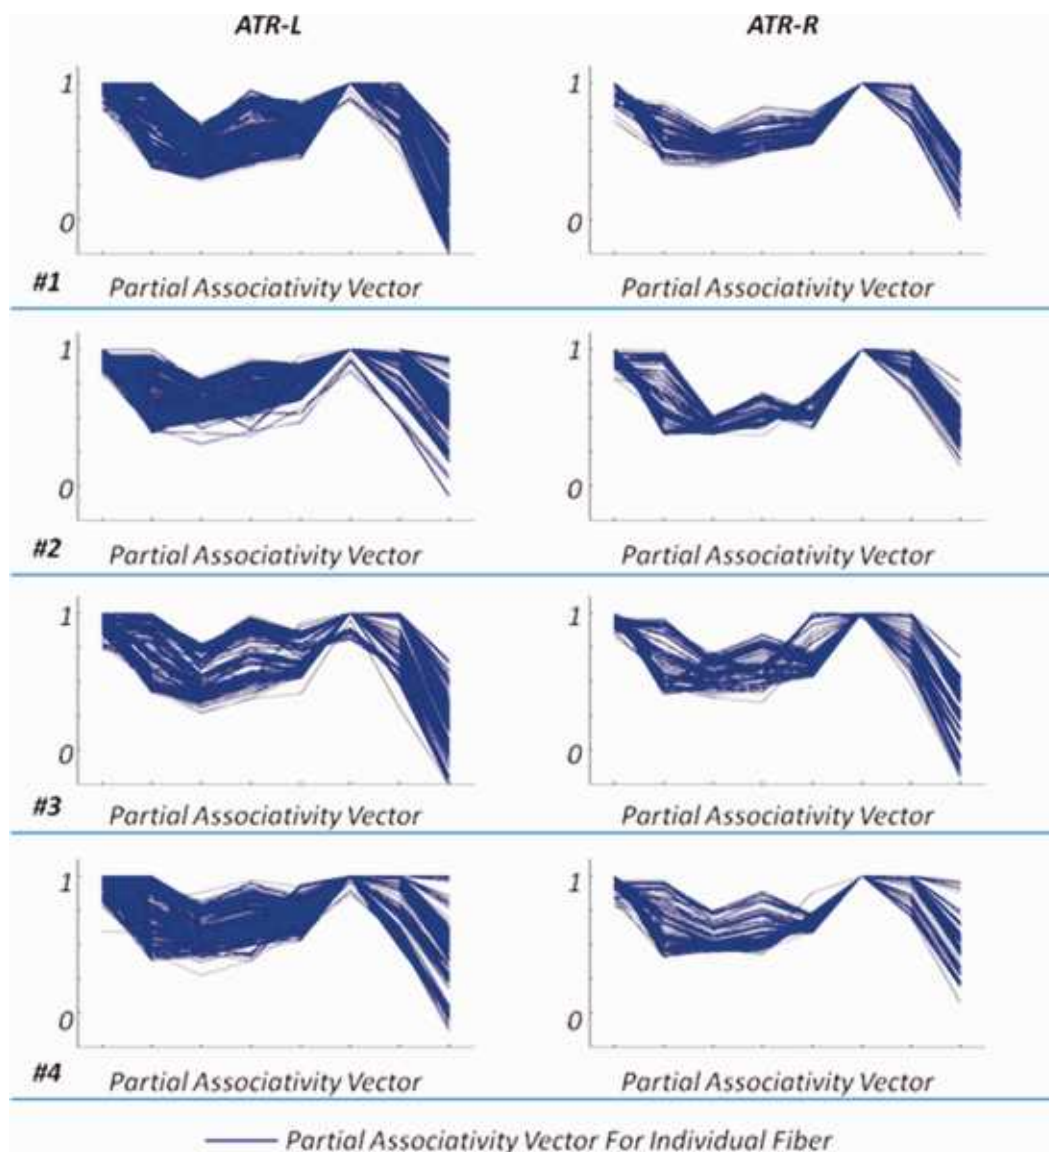 ATR-L ATR-R
1 1
0 0
#1 Partial Associativity Vector Partial Associativity Vector
1 1
0 0
#2 Partial Associativity Vector Partial Associativity Vector
1 1
0 0
#3 Partial Associativity Vector Partial Associativity Vector
1 1
0 0
#4 Partial Associativity Vector Partial Associativity Vector
Partial Associativity Vector For Individual Fiber